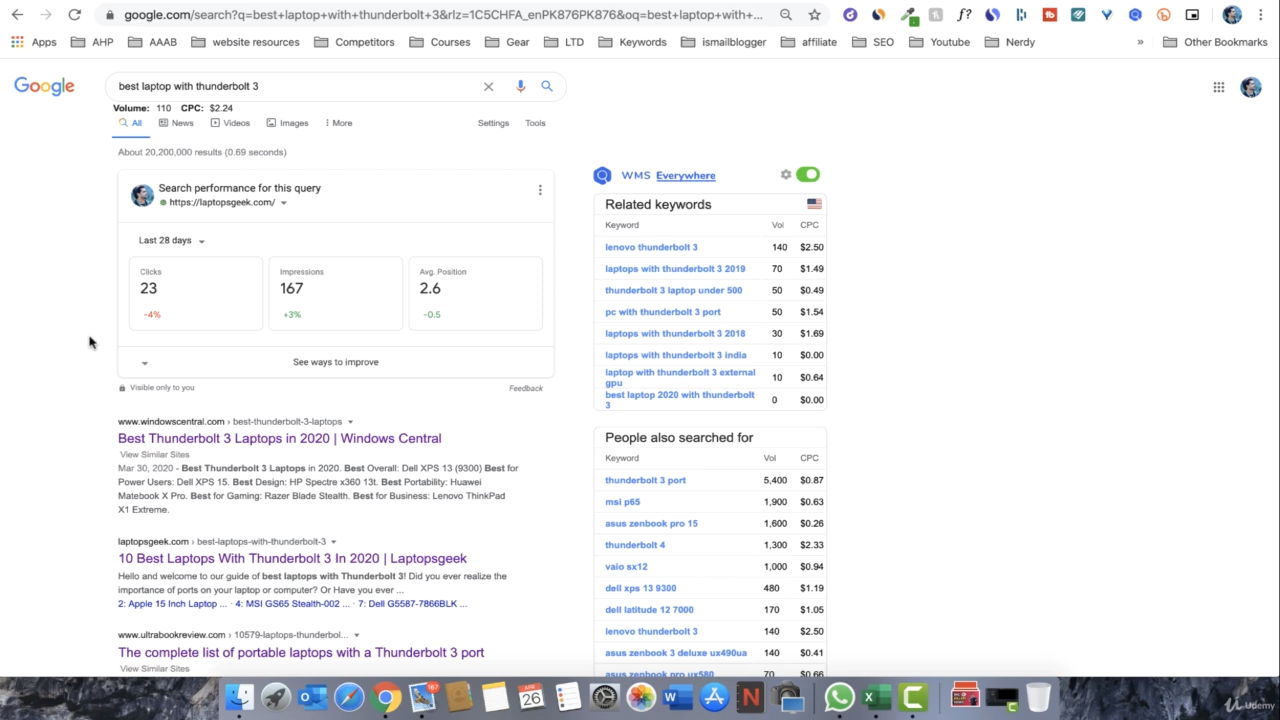 google.com/search?q=best+laptop+with+thunderbolt+3&rlz=1C5CHFA_enPK876PK876&oq=best+laptop+with+...
Apps AHP AAAB website resources Competitors Courses Gear LTD Keywords ismailblogger affiliate SEO Youtube Nerdy » Other Bookmarks
Google
best laptop with thunderbolt 3
Volume: 110 CPC: $2.24
All News Videos Images More Settings Tools
About 20,200,000 results (0.69 seconds)
Search performance for this query
https://laptopsgeek.com/
Last 28 days
Clicks Impressions Avg. Position
23 167 2.6
-4% +3% -0.5
See ways to improve
Visible only to you Feedback
www.windowscentral.com › best-thunderbolt-3-laptops
Best Thunderbolt 3 Laptops in 2020 | Windows Central
View Similar Sites
Mar 30, 2020 - Best Thunderbolt 3 Laptops in 2020. Best Overall: Dell XPS 13 (9300) Best for
Power Users: Dell XPS 15. Best Design: HP Spectre x360 13t. Best Portability: Huawei
Matebook X Pro. Best for Gaming: Razer Blade Stealth. Best for Business: Lenovo ThinkPad
X1 Extreme.
laptopsgeek.com › best-laptops-with-thunderbolt-3
10 Best Laptops With Thunderbolt 3 In 2020 | Laptopsgeek
Hello and welcome to our guide of best laptops with Thunderbolt 3! Did you ever realize the
importance of ports on your laptop or computer? Or Have you ever ...
2: Apple 15 Inch Laptop ... · 4: MSI GS65 Stealth-002 ... · 7: Dell G5587-7866BLK ...
www.ultrabookreview.com › 10579-laptops-thunderbol...
The complete list of portable laptops with a Thunderbolt 3 port
View Similar Sites
WMS Everywhere
Related keywords
Keyword Vol CPC
lenovo thunderbolt 3 140 $2.50
laptops with thunderbolt 3 2019 70 $1.49
thunderbolt 3 laptop under 500 50 $0.49
pc with thunderbolt 3 port 50 $1.54
laptops with thunderbolt 3 2018 30 $1.69
laptops with thunderbolt 3 india 10 $0.00
laptop with thunderbolt 3 external
gpu 10 $0.64
best laptop 2020 with thunderbolt
3 0 $0.00
People also searched for
Keyword Vol CPC
thunderbolt 3 port 5,400 $0.87
msi p65 1,900 $0.63
asus zenbook pro 15 1,600 $0.26
thunderbolt 4 1,300 $2.33
vaio sx12 1,000 $0.94
dell xps 13 9300 480 $1.19
dell latitude 12 7000 170 $1.05
lenovo thunderbolt 3 140 $2.50
asus zenbook 3 deluxe ux490ua 140 $0.41
asus zenbook pro ux580 70 $0.66
26
Udemy